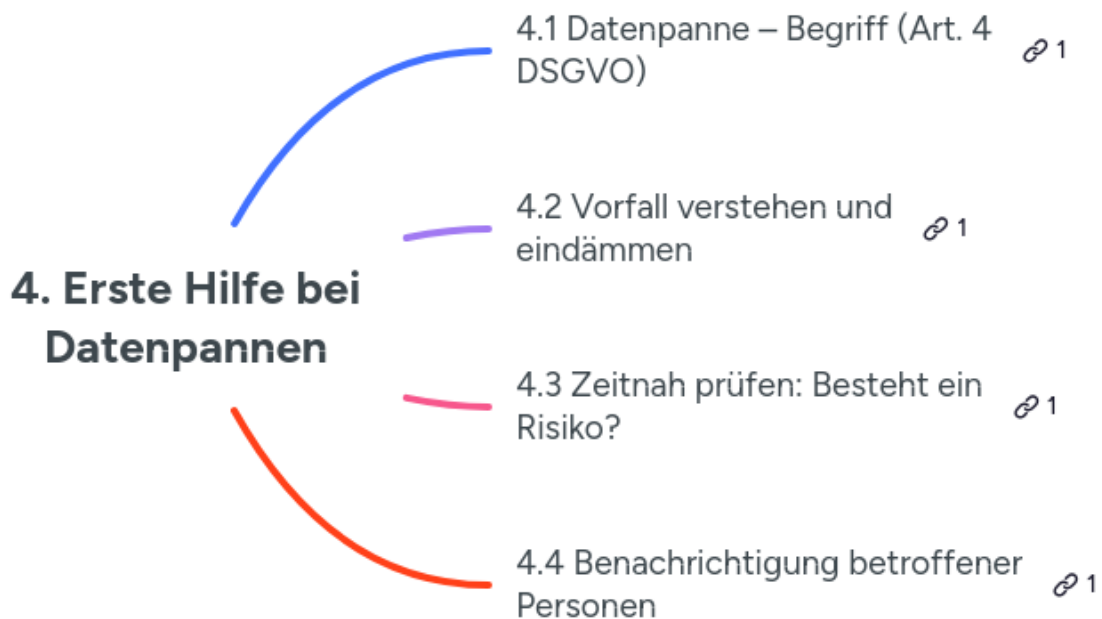 4. Erste Hilfe bei
Datenpannen
4.1 Datenpanne – Begriff (Art. 4
DSGVO)
1
4.2 Vorfall verstehen und
eindämmen
1
4.3 Zeitnah prüfen: Besteht ein
Risiko?
1
4.4 Benachrichtigung betroffener
Personen
1